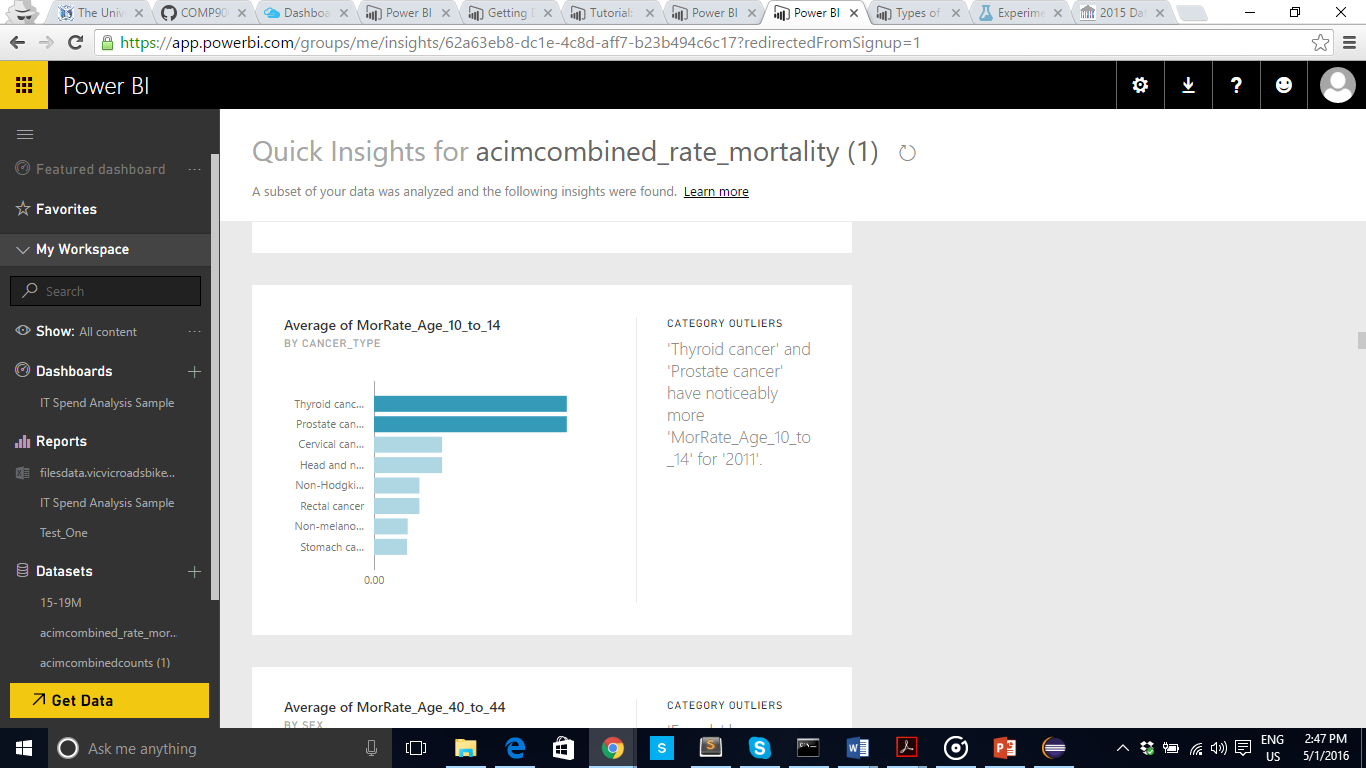 The Unive
COMP90
Dashboa
Power BI
Getting D
Tutorial:
Power BI
Power BI
Types of
Experime
2015 Dat
https://app.powerbi.com/groups/me/insights/62a63eb8-dc1e-4c8d-aff7-b23b494c6c17?redirectedFromSignup=1
Power BI
?
Featured dashboard ...
Favorites
My Workspace
Search
Show: All content ...
Dashboards +
IT Spend Analysis Sample
Reports
filesdata.vicvicroadsbike...
IT Spend Analysis Sample
Test_One
Datasets +
15-19M
acimcombined_rate_mor...
acimcombinedcounts (1)
Get Data
Quick Insights for acimcombined_rate_mortality (1)
A subset of your data was analyzed and the following insights were found. Learn more
Average of MorRate_Age_10_to_14
BY CANCER_TYPE
Thyroid canc...
Prostate can...
Cervical can...
Head and n...
Non-Hodgki...
Rectal cancer
Non-melano...
Stomach ca...
0.00
CATEGORY OUTLIERS
'Thyroid cancer' and
'Prostate cancer'
have noticeably
more
'MorRate_Age_10_to
_14' for '2011'.
Average of MorRate_Age_40_to_44
BY SEX
CATEGORY OUTLIERS
Ask me anything
ENG
US
2:47 PM
5/1/2016